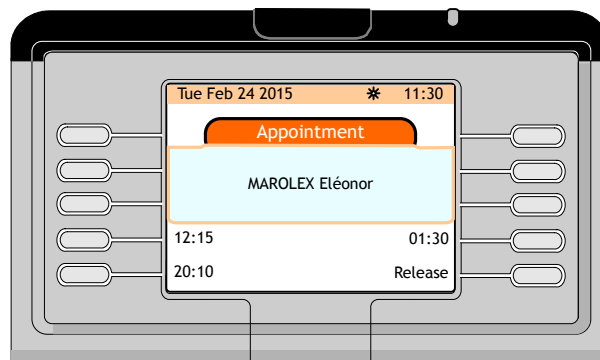 Tue Feb 24 2015 ☼ 11:30
Appointment
MAROLEX Eléonor
12:15 01:30
20:10 Release